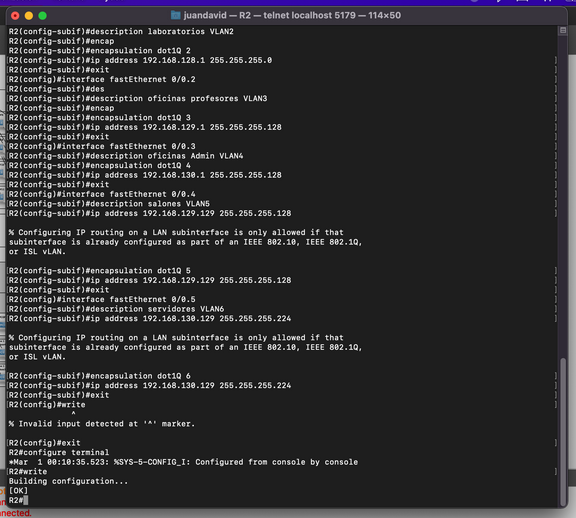 juandavid — R2 — telnet localhost 5179 — 114×50
R2(config-subif)#description laboratorios VLAN2
R2(config-subif)#encap
R2(config-subif)#encapsulation dot1Q 2
R2(config-subif)#ip address 192.168.128.1 255.255.255.0
R2(config-subif)#exit
R2(config)#interface fastEthernet 0/0.2
R2(config-subif)#des
R2(config-subif)#description oficinas profesores VLAN3
R2(config-subif)#encap
R2(config-subif)#encapsulation dot1Q 3
R2(config-subif)#ip address 192.168.129.1 255.255.255.128
R2(config-subif)#exit
R2(config)#interface fastEthernet 0/0.3
R2(config-subif)#description oficinas Admin VLAN4
R2(config-subif)#encapsulation dot1Q 4
R2(config-subif)#ip address 192.168.130.1 255.255.255.128
R2(config-subif)#exit
R2(config)#interface fastEthernet 0/0.4
R2(config-subif)#description salones VLAN5
R2(config-subif)#ip address 192.168.129.129 255.255.255.128
% Configuring IP routing on a LAN subinterface is only allowed if that
subinterface is already configured as part of an IEEE 802.10, IEEE 802.1Q,
or ISL vLAN.
R2(config-subif)#encapsulation dot1Q 5
R2(config-subif)#ip address 192.168.129.129 255.255.255.128
R2(config-subif)#exit
R2(config)#interface fastEthernet 0/0.5
R2(config-subif)#description servidores VLAN6
R2(config-subif)#ip address 192.168.130.129 255.255.255.224
% Configuring IP routing on a LAN subinterface is only allowed if that
subinterface is already configured as part of an IEEE 802.10, IEEE 802.1Q,
or ISL vLAN.
R2(config-subif)#encapsulation dot1Q 6
R2(config-subif)#ip address 192.168.130.129 255.255.255.224
R2(config-subif)#exit
R2(config)#write
^
% Invalid input detected at '^' marker.
R2(config)#exit
R2#configure terminal
*Mar  1 00:10:35.523: %SYS-5-CONFIG_I: Configured from console by console
R2#write
Building configuration...
[OK]
R2#
nected.